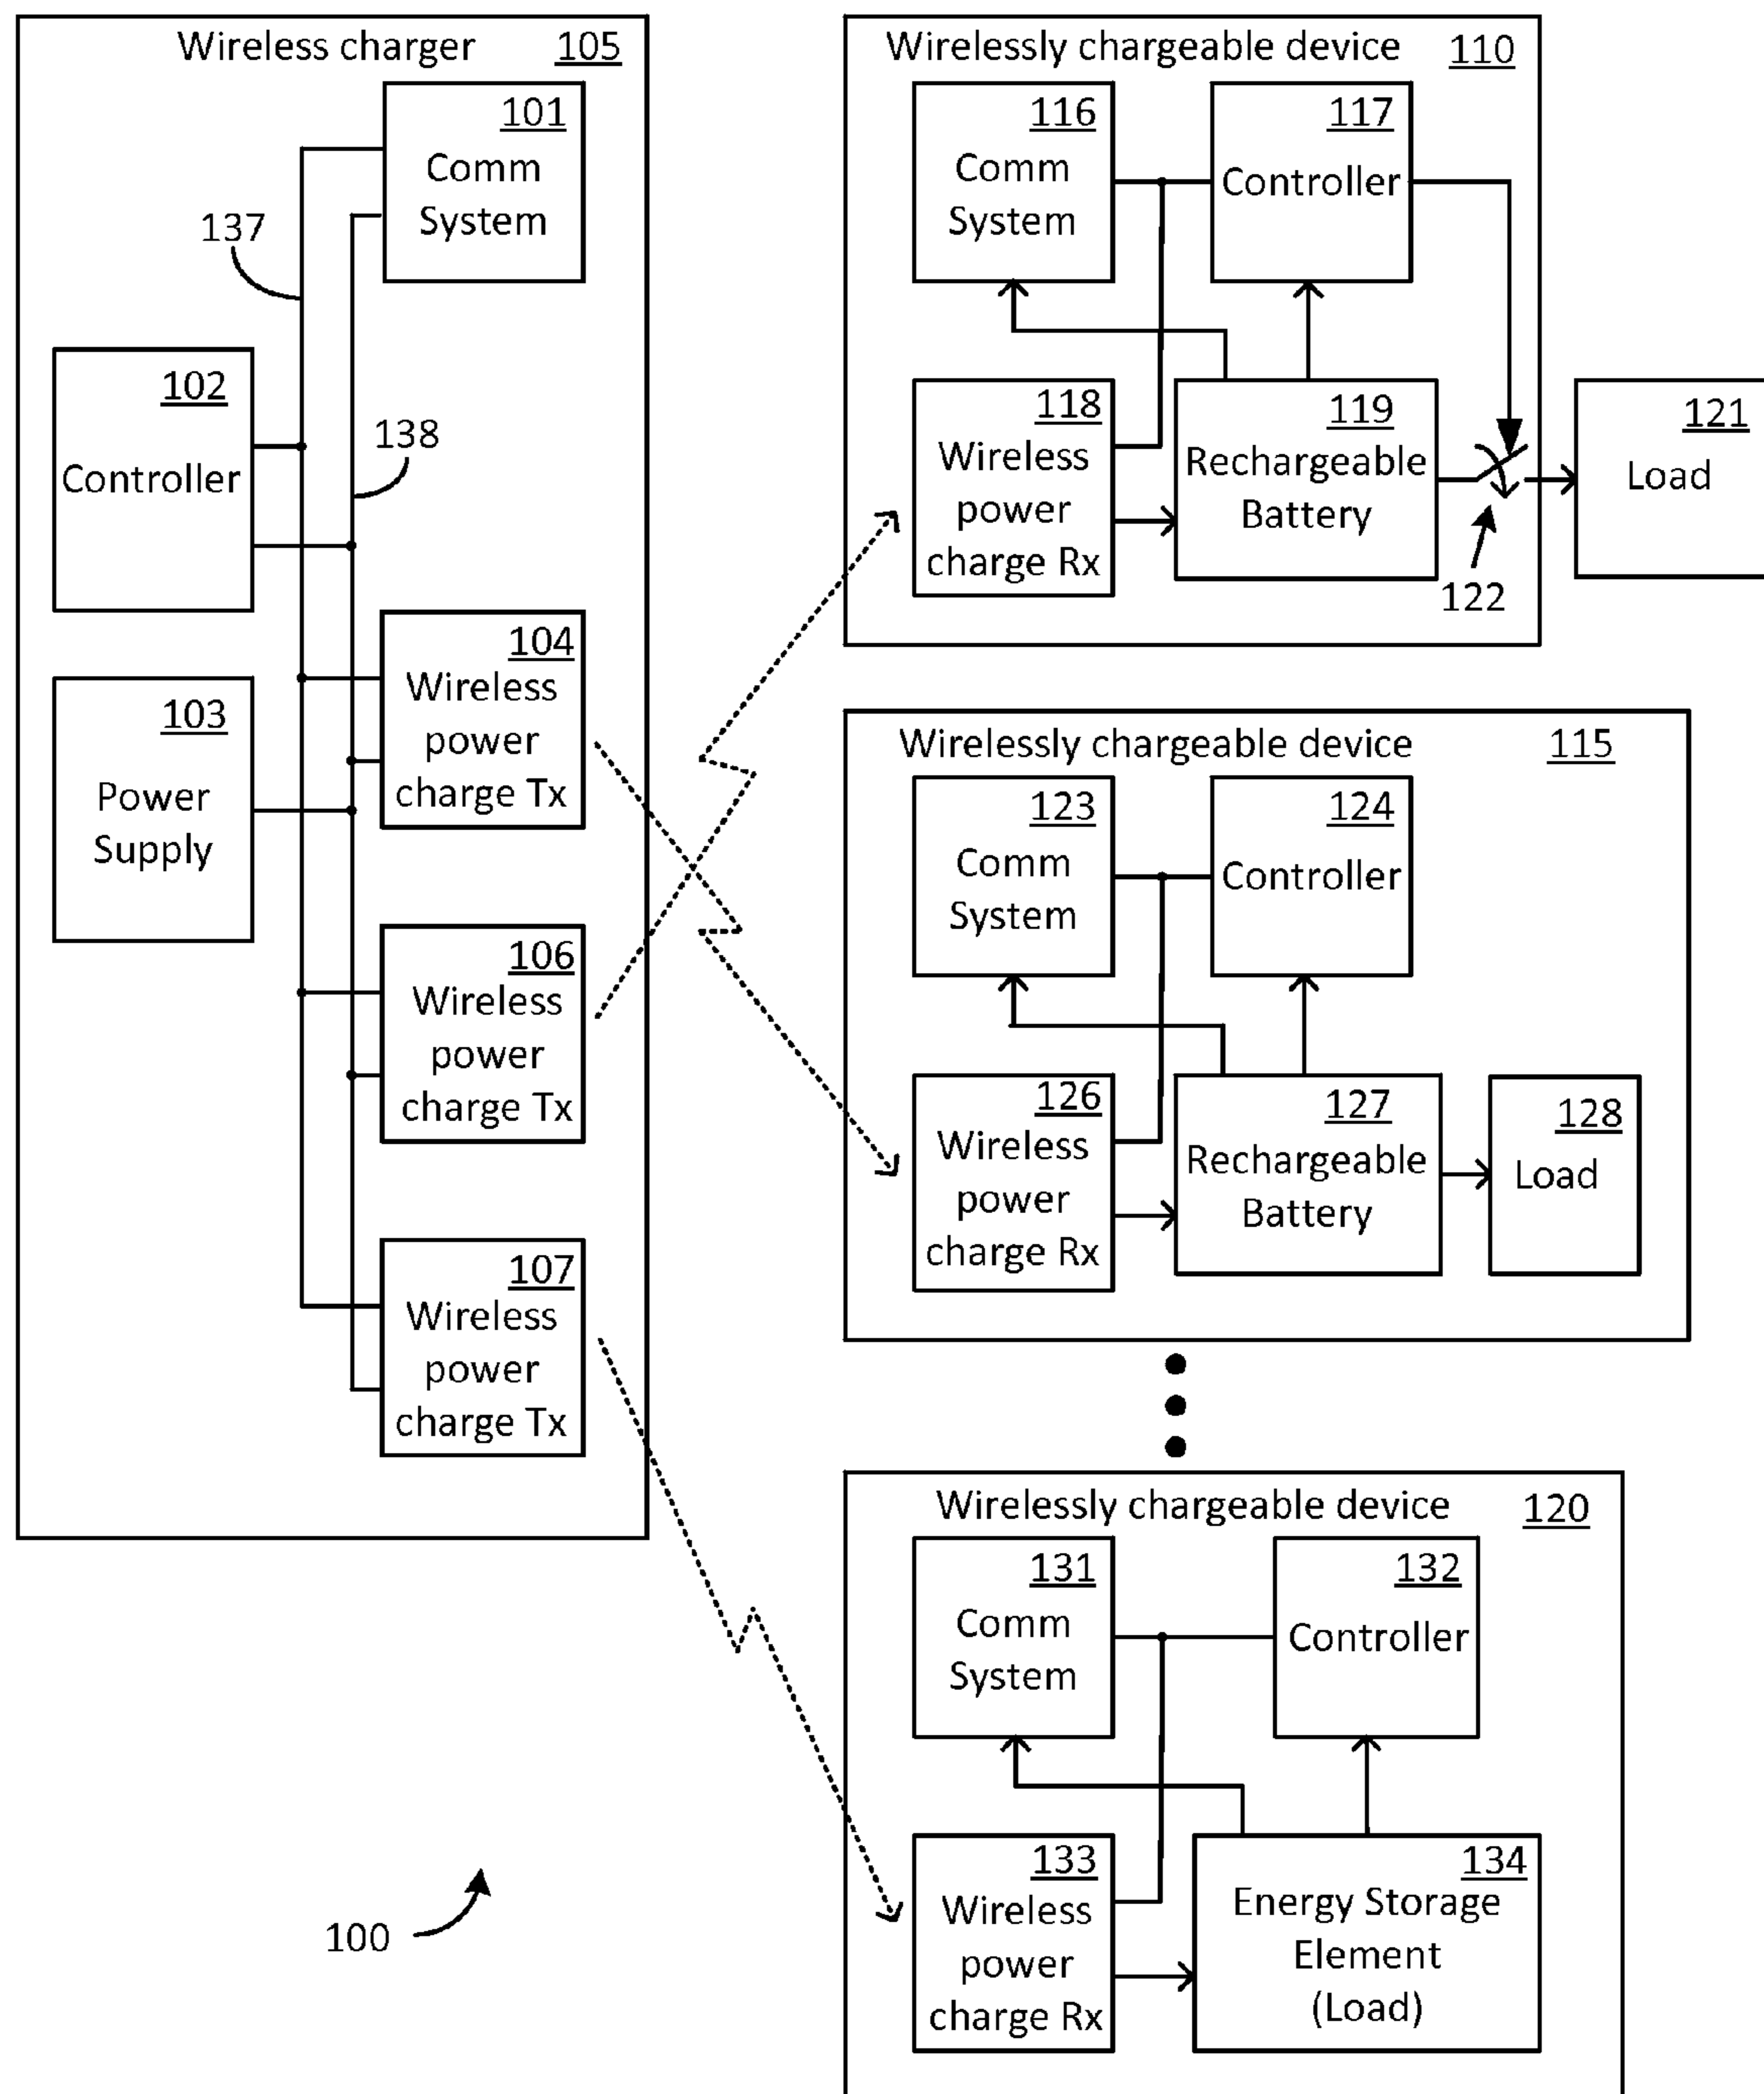 Wireless charger 105
101
Comm
System
137
102
Controller
138
103
Power
Supply
104
Wireless
power
charge Tx
106
Wireless
power
charge Tx
107
Wireless
power
charge Tx
100
Wirelessly chargeable device 110
116
Comm
System
117
Controller
118
Wireless
power
charge Rx
119
Rechargeable
Battery
122
121
Load
Wirelessly chargeable device 115
123
Comm
System
124
Controller
126
Wireless
power
charge Rx
127
Rechargeable
Battery
128
Load
Wirelessly chargeable device 120
131
Comm
System
132
Controller
133
Wireless
power
charge Rx
134
Energy Storage
Element
(Load)